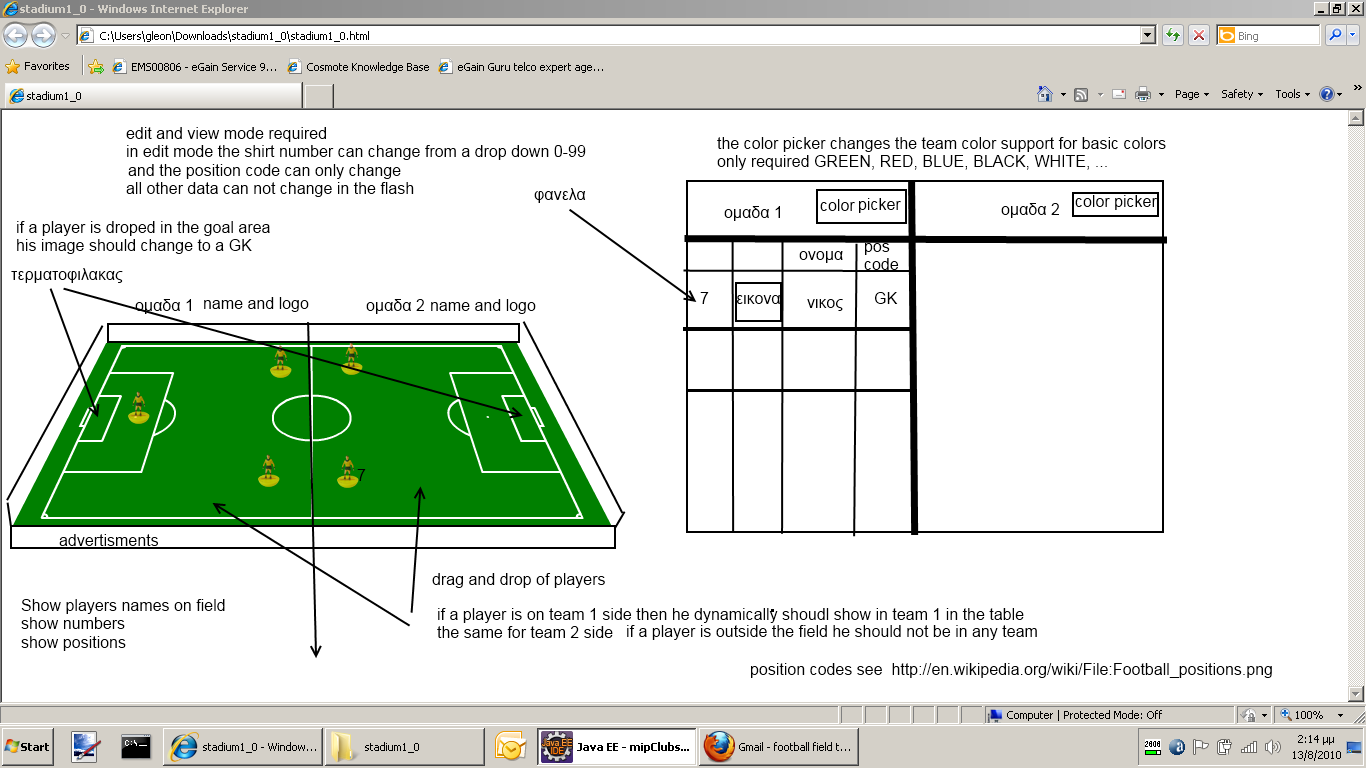 stadium1_0 - Windows Internet Explorer
C:\Users\gleon\Downloads\stadium1_0\stadium1_0.html
Bing
Favorites
EMS00806 - eGain Service 9...
Cosmote Knowledge Base
eGain Guru telco expert age...
stadium1_0
Page
Safety
Tools
edit and view mode required
in edit mode the shirt number can change from a drop down 0-99
and the position code can only change
all other data can not change in the flash
the color picker changes the team color support for basic colors
only required GREEN, RED, BLUE, BLACK, WHITE, ...
φανελα
if a player is droped in the goal area
his image should change to a GK
τερματοφιλακας
ομαδα 1 name and logo
ομαδα 2 name and logo
ομαδα 1
color picker
ομαδα 2
color picker
ονομα
pos
code
7
εικονα
νικος
GK
7
advertisments
drag and drop of players
Show players names on field
show numbers
show positions
if a player is on team 1 side then he dynamically shoudl show in team 1 in the table
the same for team 2 side if a player is outside the field he should not be in any team
position codes see http://en.wikipedia.org/wiki/File:Football_positions.png
Computer | Protected Mode: Off
100%
Start
stadium1_0 - Window...
stadium1_0
Java EE - mipClubs...
Gmail - football field t...
2:14 μμ
13/8/2010